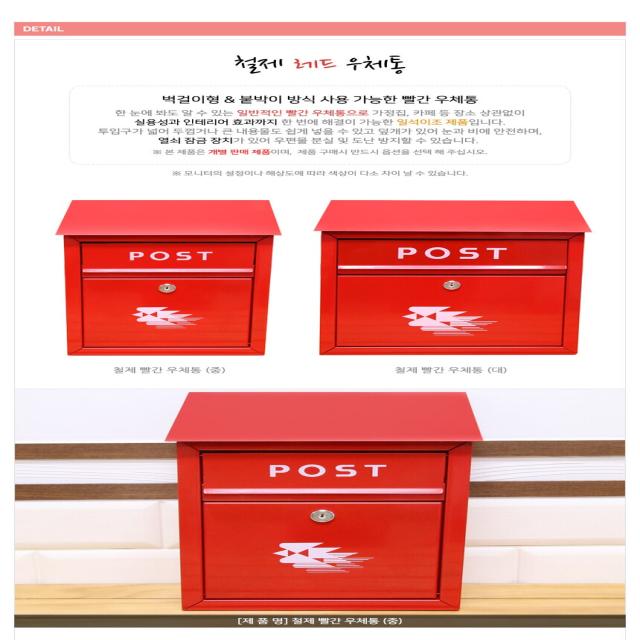 DETAIL
철제 레드 우체통
벽걸이형 & 붙박이 방식 사용 가능한 빨간 우체통
한 눈에 봐도 알 수 있는 일반적인 빨간 우체통으로 가정집, 카페 등 장소 상관없이
실용성과 인테리어 효과까지 한 번에 해결이 가능한 일석이조 제품입니다.
투입구가 넓어 두껍거나 큰 내용물도 쉽게 넣을 수 있고 덮개가 있어 눈과 비에 안전하며,
열쇠 잠금 장치가 있어 우편물 분실 및 도난 방지할 수 있습니다.
※ 본 제품은 개별 판매 제품이며, 제품 구매시 반드시 옵션을 선택 해 주십시오.
※ 모니터의 설정이나 해상도에 따라 색상이 다소 차이 날 수 있습니다.
POST
POST
철제 빨간 우체통 (중)
철제 빨간 우체통 (대)
POST
[제 품 명] 철제 빨간 우체통 (중)